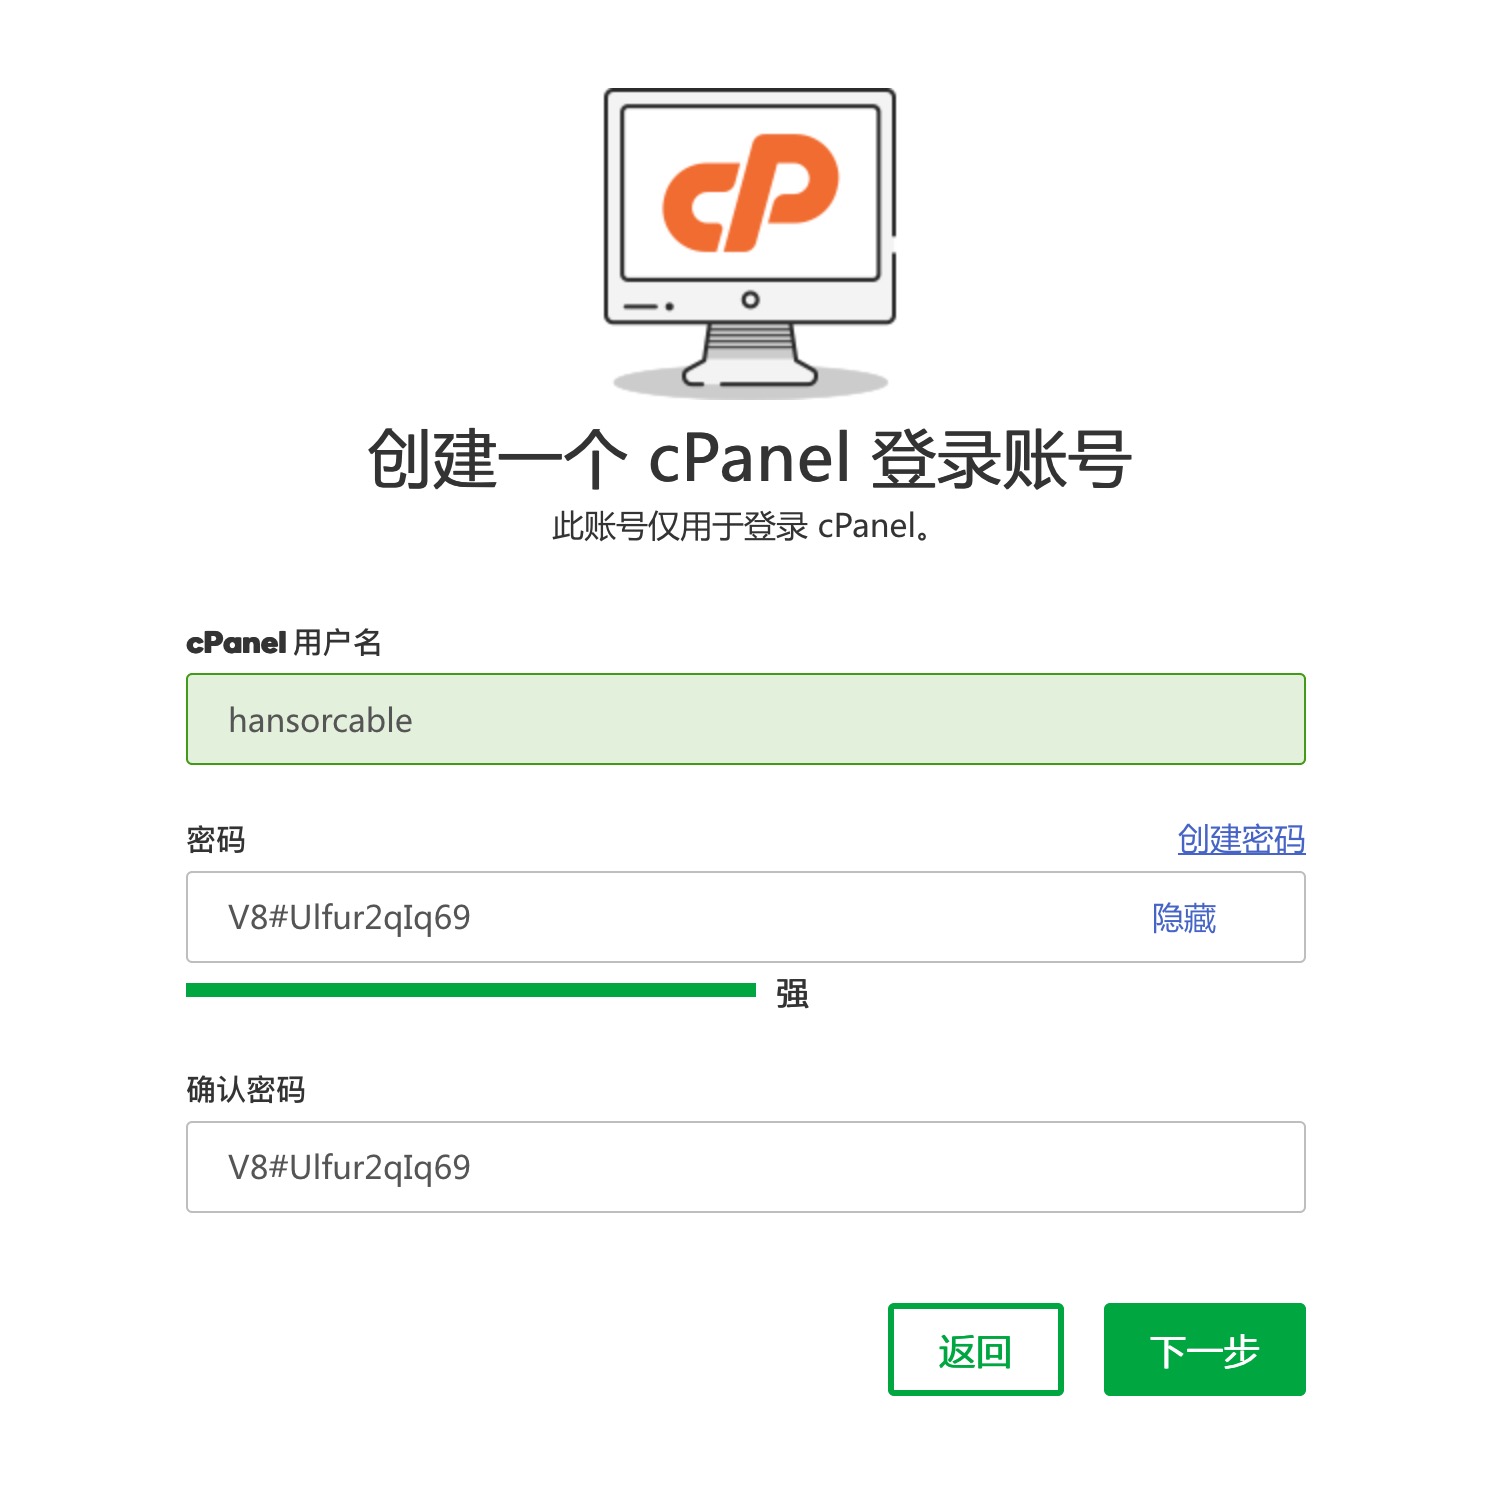 cP
创建一个 cPanel 登录账号
此账号仅用于登录 cPanel。
cPanel 用户名
hansorcable
密码
创建密码
V8#Ulfur2qIq69
隐藏
强
确认密码
V8#Ulfur2qIq69
返回
下一步